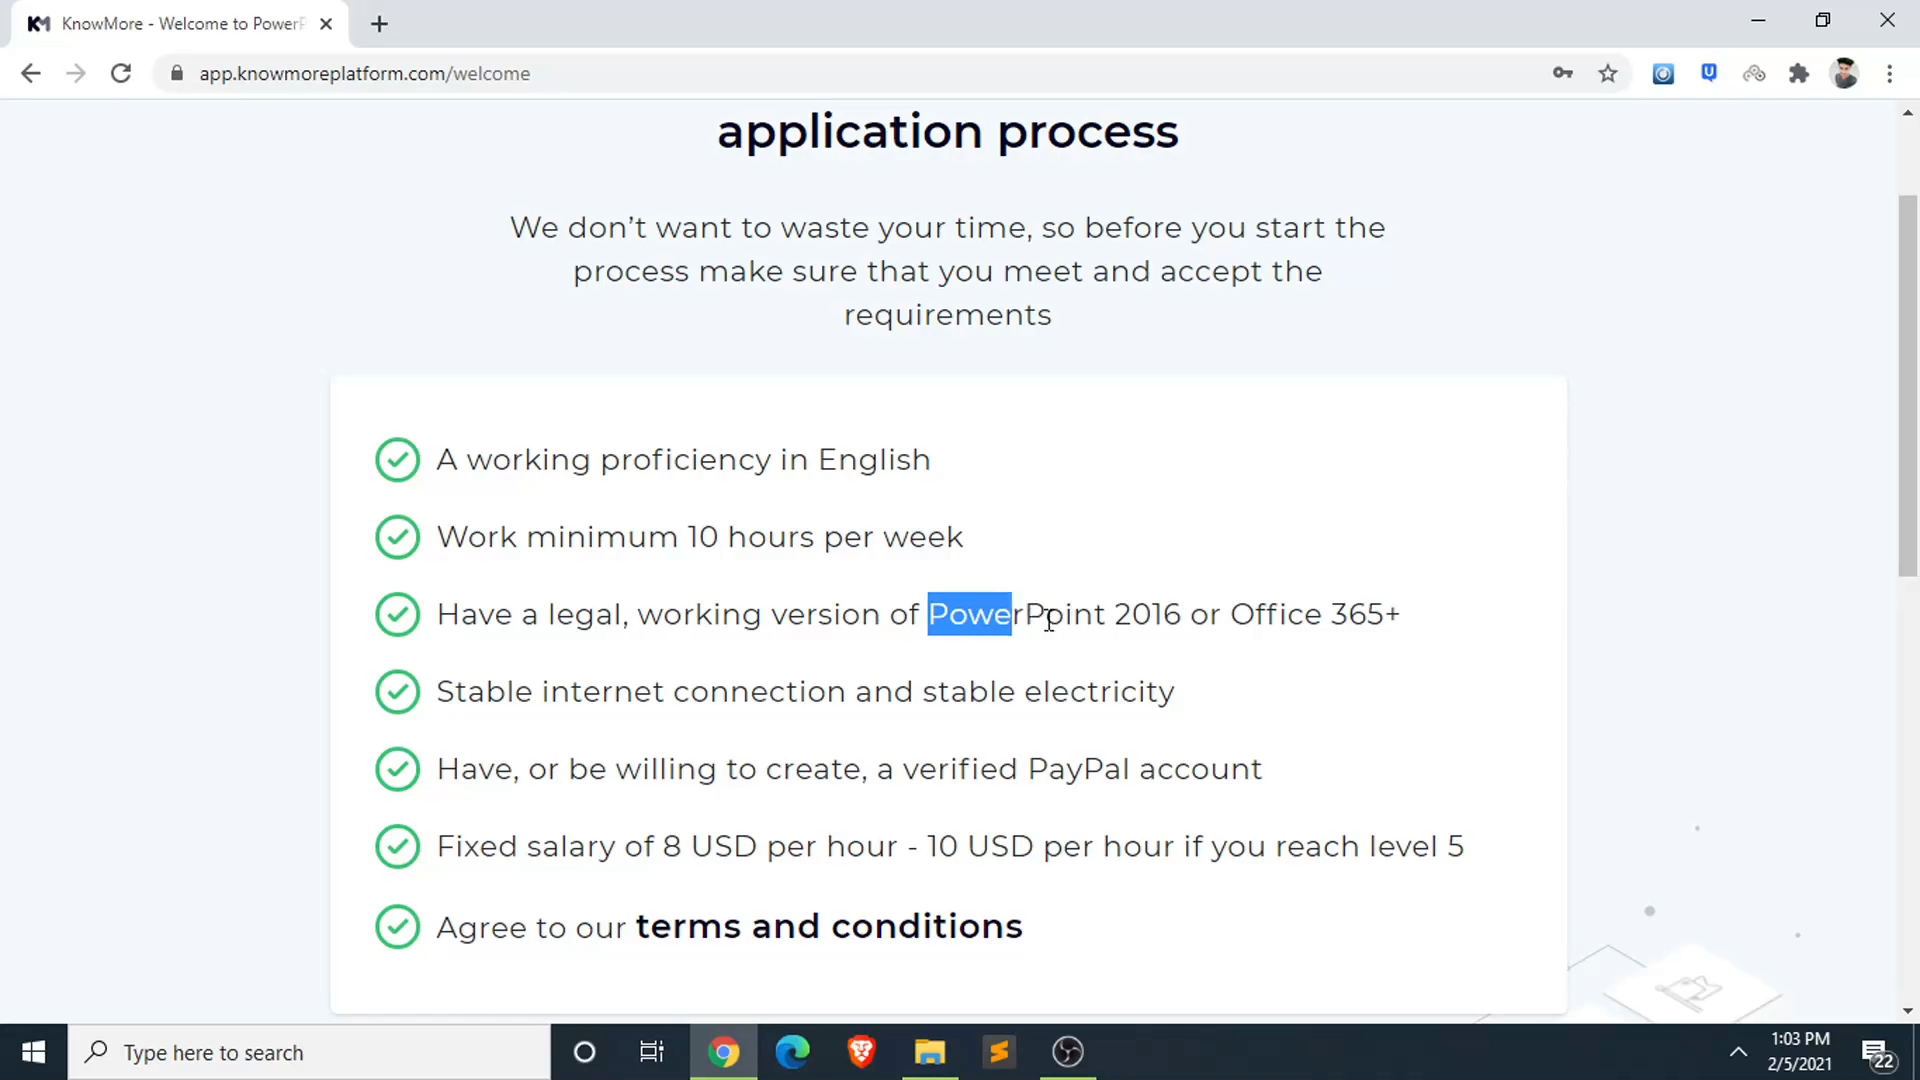 KnowMore - Welcome to PowerP
app.knowmoreplatform.com/welcome
application process
We don't want to waste your time, so before you start the
process make sure that you meet and accept the
requirements
A working proficiency in English
Work minimum 10 hours per week
Have a legal, working version of PowerPoint 2016 or Office 365+
Stable internet connection and stable electricity
Have, or be willing to create, a verified PayPal account
Fixed salary of 8 USD per hour - 10 USD per hour if you reach level 5
Agree to our terms and conditions
Type here to search
1:03 PM
2/5/2021
22